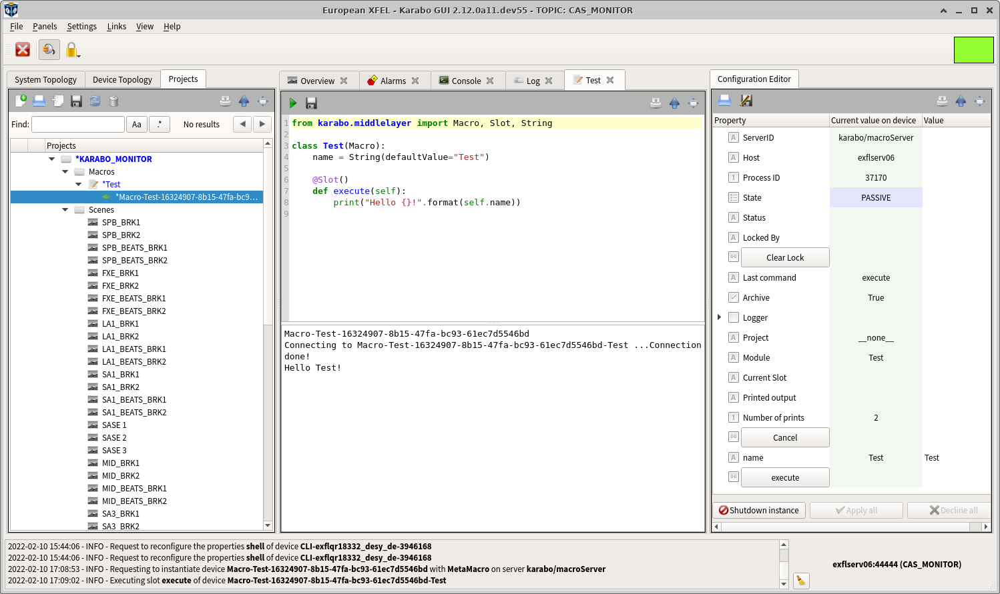 European XFEL - Karabo GUI 2.12.0a11.dev55 - TOPIC: CAS_MONITOR
File Panels Settings Links View Help
System Topology Device Topology Projects
Find: Aa .* No results
Projects
*KARABO_MONITOR
Macros
*Test
*Macro-Test-16324907-8b15-47fa-bc9...
Scenes
SPB_BRK1
SPB_BRK2
SPB_BEATS_BRK1
SPB_BEATS_BRK2
FXE_BRK1
FXE_BRK2
FXE_BEATS_BRK1
FXE_BEATS_BRK2
LA1_BRK1
LA1_BRK2
LA1_BEATS_BRK1
LA1_BEATS_BRK2
SA1_BRK1
SA1_BRK2
SA1_BEATS_BRK1
SA1_BEATS_BRK2
SASE 1
SASE 2
SASE 3
MID_BRK1
MID_BRK2
MID_BEATS_BRK1
MID_BEATS_BRK2
SA3_BRK1
SA3_BRK2
Overview Alarms Console Log Test
1 from karabo.middlelayer import Macro, Slot, String
2
3 class Test(Macro):
4 name = String(defaultValue="Test")
5
6 @Slot()
7 def execute(self):
8 print("Hello {}!".format(self.name))
9
Macro-Test-16324907-8b15-47fa-bc93-61ec7d5546bd
Connecting to Macro-Test-16324907-8b15-47fa-bc93-61ec7d5546bd-Test ...Connection
done!
Hello Test!
Configuration Editor
Property Current value on device Value
A ServerID karabo/macroServer
A Host exflserv06
1 Process ID 37170
State PASSIVE
A Status
A Locked By
Clear Lock
A Last command execute
Archive True
Logger
A Project __none__
A Module Test
A Current Slot
A Printed output
1 Number of prints 2
Cancel
A name Test Test
execute
Shutdown instance Apply all Decline all
2022-02-10 15:44:06 - INFO - Request to reconfigure the properties shell of device CLI-exflqr18332_desy_de-3946168
2022-02-10 15:44:06 - INFO - Request to reconfigure the properties shell of device CLI-exflqr18332_desy_de-3946168
2022-02-10 17:08:53 - INFO - Requesting to instantiate device Macro-Test-16324907-8b15-47fa-bc93-61ec7d5546bd with MetaMacro on server karabo/macroServer
2022-02-10 17:09:02 - INFO - Executing slot execute of device Macro-Test-16324907-8b15-47fa-bc93-61ec7d5546bd-Test
exflserv06:44444 (CAS_MONITOR)